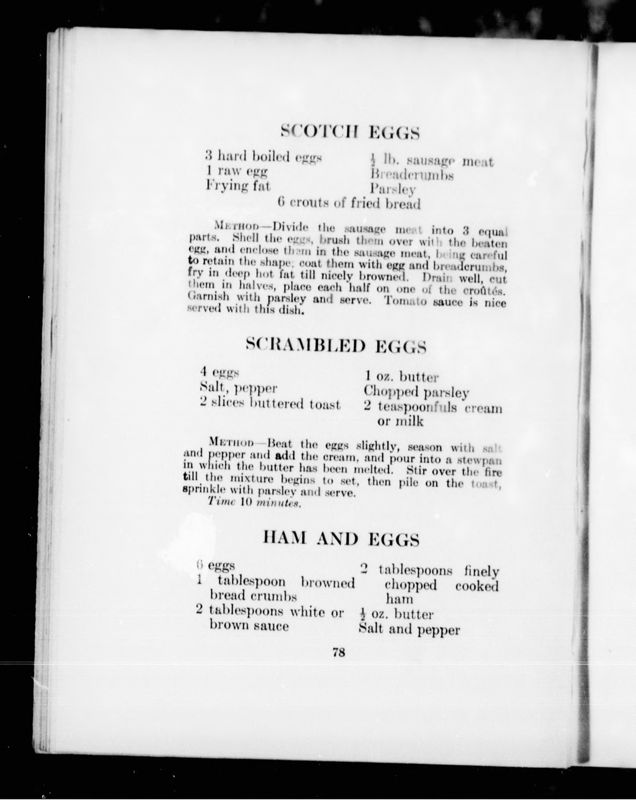 SCOTCH EGGS
3 hard boiled eggs ½ lb. sausage meat
1 raw egg Breadcrumbs
Frying fat Parsley
6 crouts of fried bread
METHOD—Divide the sausage meat into 3 equal
parts. Shell the eggs, brush them over with the beaten
egg, and enclose them in the sausage meat, being careful
to retain the shape; coat them with egg and breadcrumbs,
fry in deep hot fat till nicely browned. Drain well, cut
them in halves, place each half on one of the croûtés.
Garnish with parsley and serve. Tomato sauce is nice
served with this dish.
SCRAMBLED EGGS
4 eggs 1 oz. butter
Salt, pepper Chopped parsley
2 slices buttered toast 2 teaspoonfuls cream
or milk
METHOD—Beat the eggs slightly, season with salt
and pepper and add the cream, and pour into a stewpan
in which the butter has been melted. Stir over the fire
till the mixture begins to set, then pile on the toast,
sprinkle with parsley and serve.
Time 10 minutes.
HAM AND EGGS
6 eggs 2 tablespoons finely
1 tablespoon browned chopped cooked
bread crumbs ham
2 tablespoons white or ½ oz. butter
brown sauce Salt and pepper
78